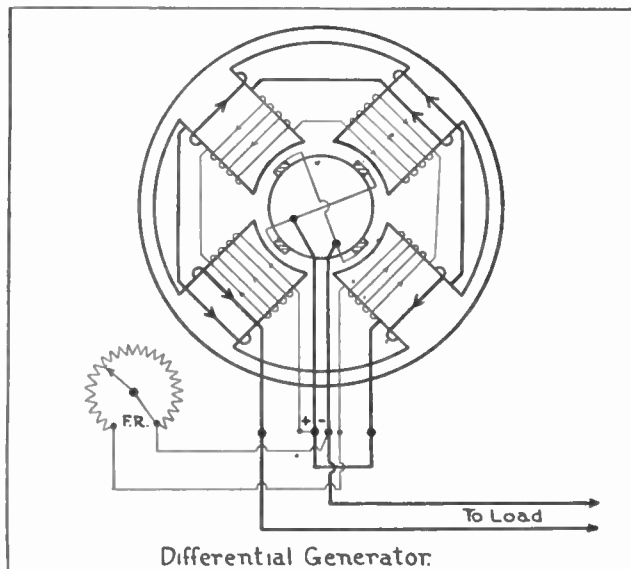 F.R.
+ -
To Load
Differential Generator.